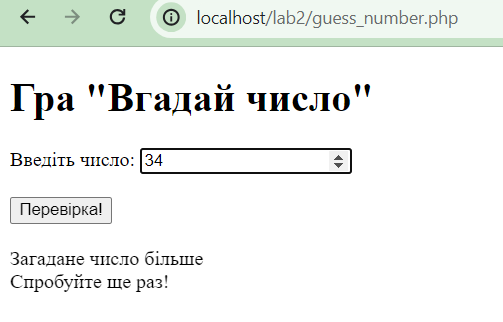 localhost/lab2/guess_number.php
Гра "Вгадай число"
Введіть число: 34
Перевірка!
Загадане число більше
Спробуйте ще раз!